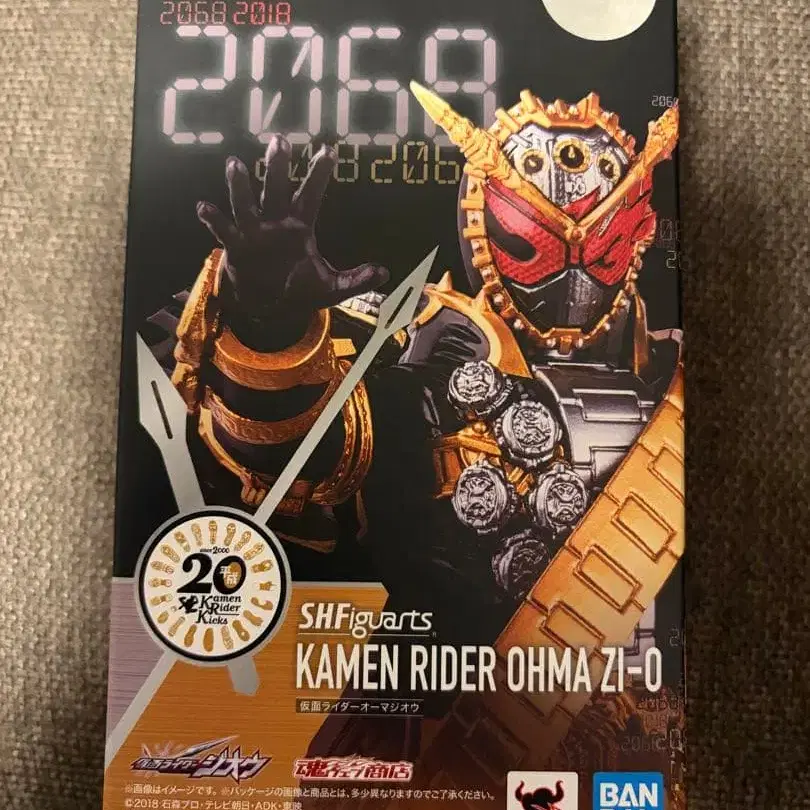 2068 2018
2068
2018 206
206
since 2000
20
平成
Kamen
Rider
Kicks
S.H.Figuarts
KAMEN RIDER OHMA ZI-O
仮面ライダーオーマジオウ
仮面ライダージオウ
魂ウェブ商店
※画像はイメージです。※パッケージの画像と商品とは、多少異なりますのでご了承ください。
©2018 石森プロ・テレビ朝日・ADK・東映
BAN